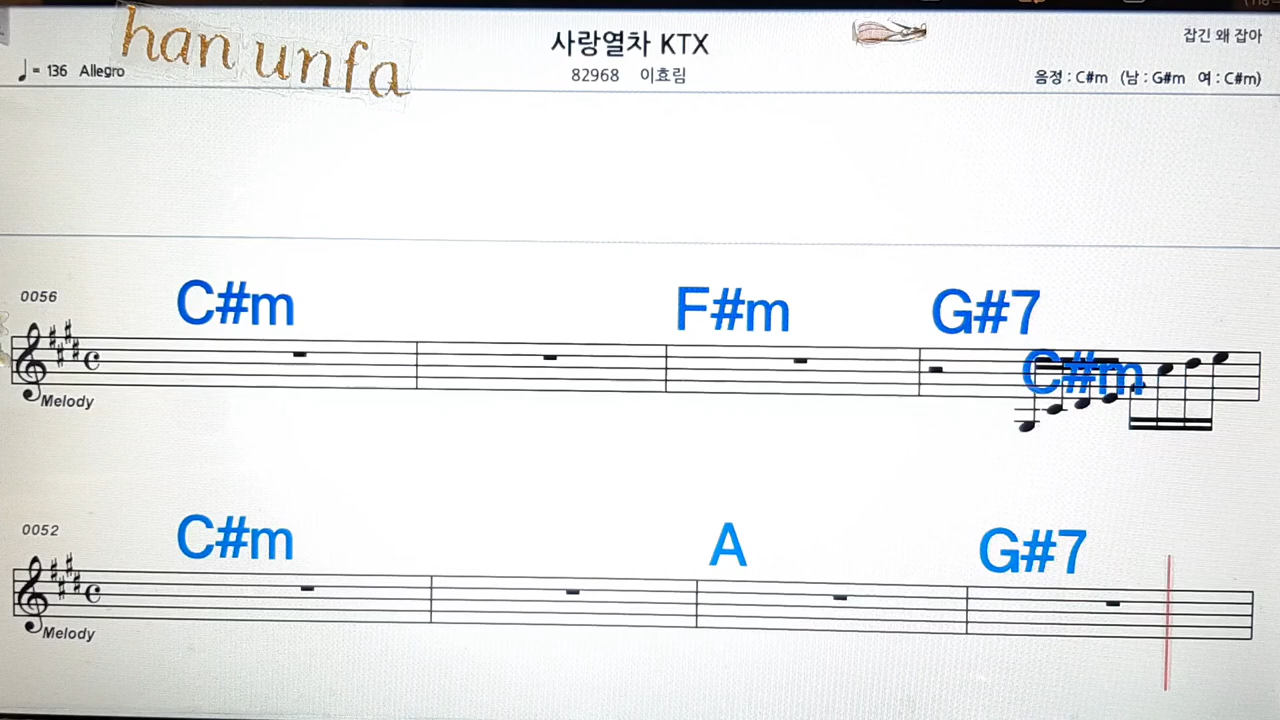 han unfa
사랑열차 KTX
잡긴 왜 잡아
♩= 136 Allegro
82968 이효림
음정 : C#m (남 : G#m 여 : C#m)
0056
C#m F#m G#7
C#m
Melody
0052
C#m A G#7
Melody